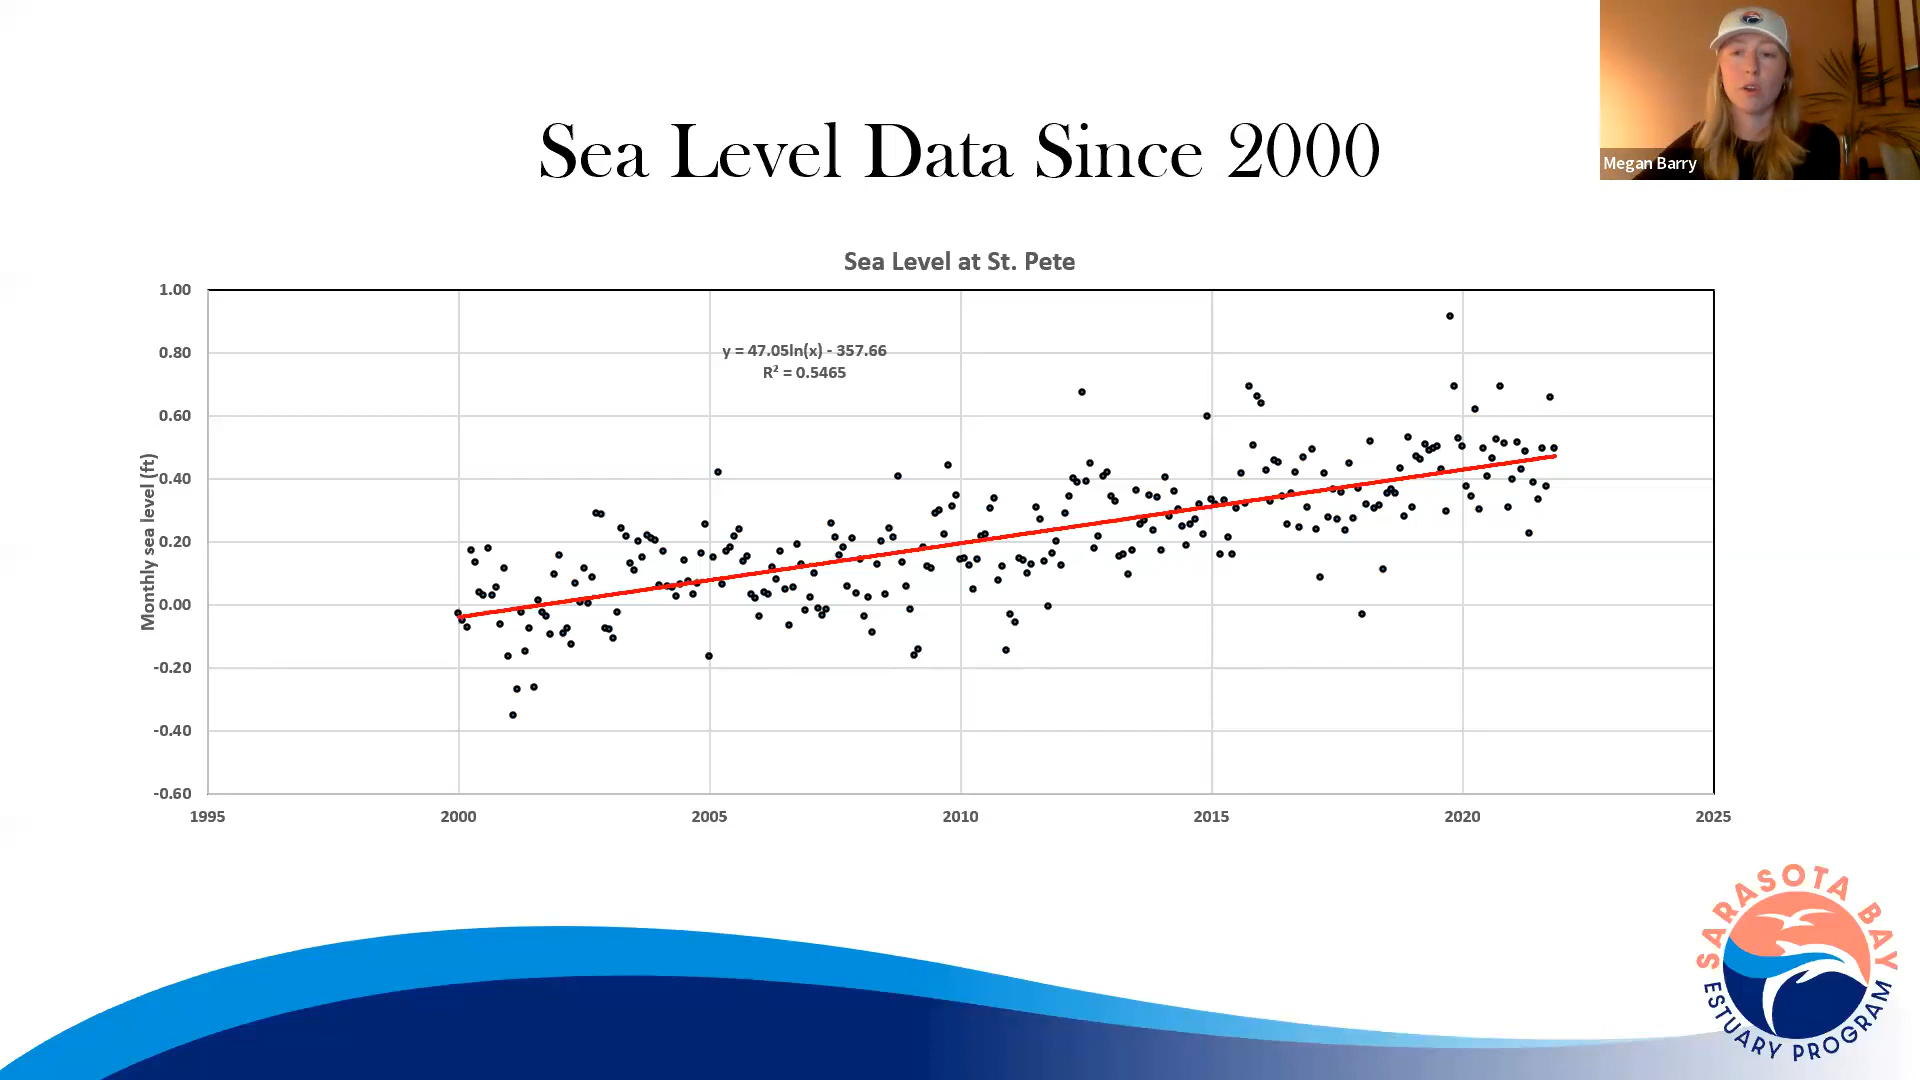 Sea Level Data Since 2000
Megan Barry
Sea Level at St. Pete
y = 47.05ln(x) - 357.66
R² = 0.5465
Monthly sea level (ft)
1.00
0.80
0.60
0.40
0.20
0.00
-0.20
-0.40
-0.60
1995 2000 2005 2010 2015 2020 2025
SARASOTA BAY
ESTUARY PROGRAM